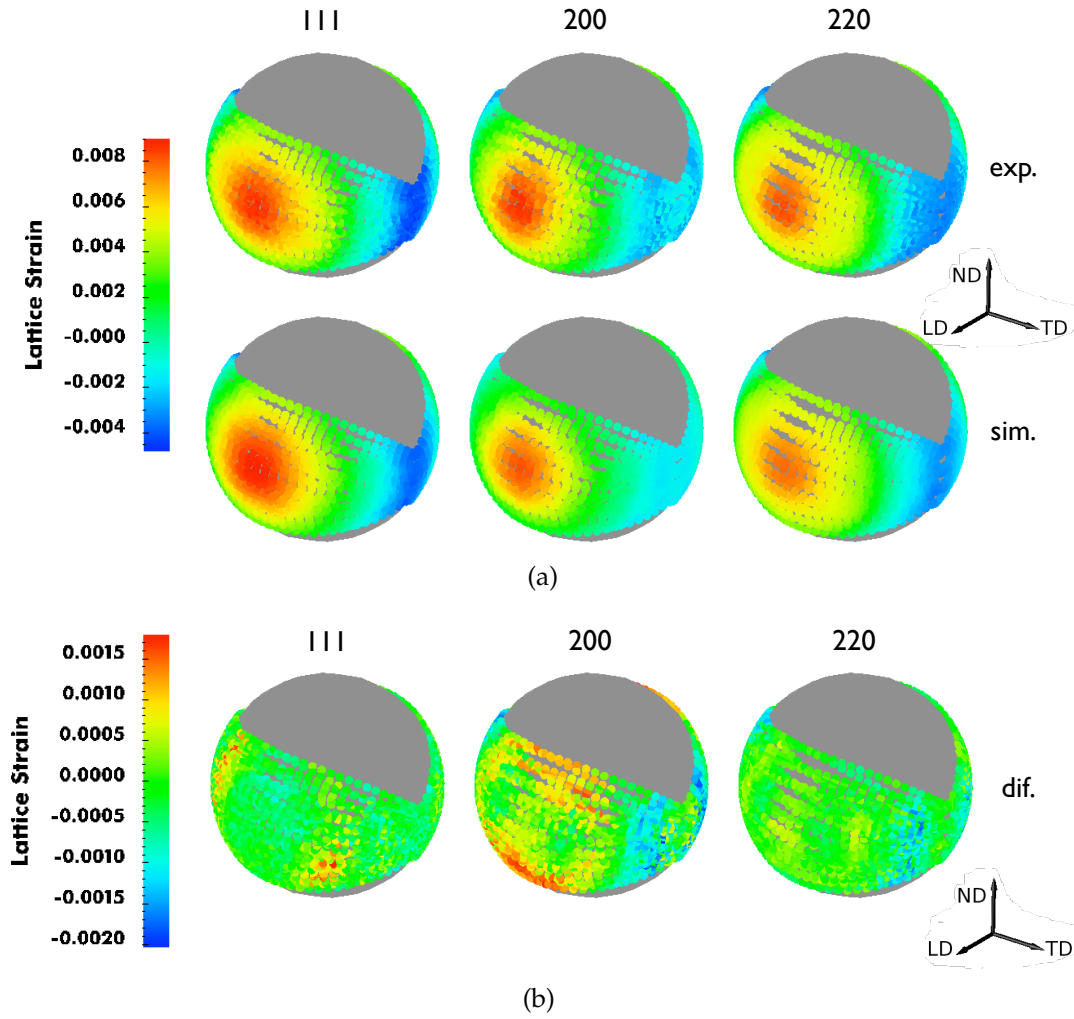 111 200 220
0.008
0.006
0.004
0.002
-0.000
-0.002
-0.004
Lattice Strain
exp.
ND
LD TD
sim.
(a)
111 200 220
0.0015
0.0010
0.0005
0.0000
-0.0005
-0.0010
-0.0015
-0.0020
Lattice Strain
dif.
ND
LD TD
(b)